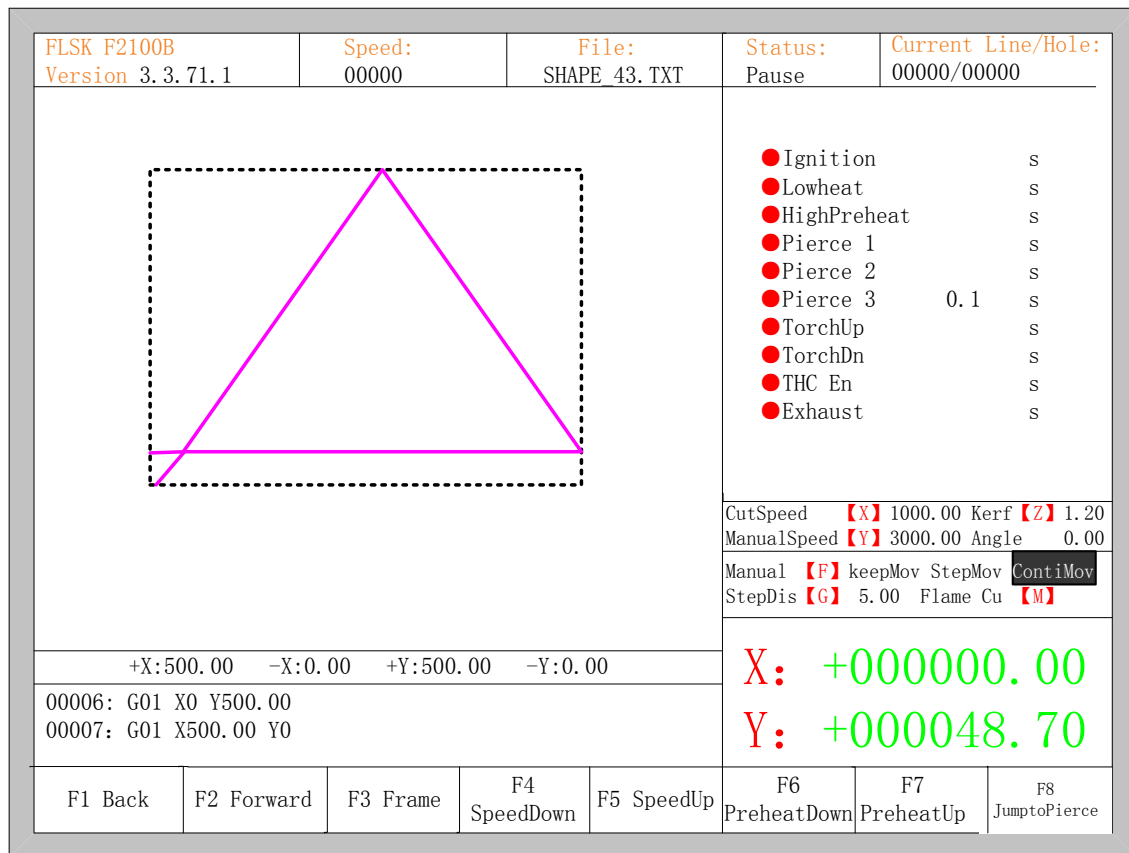 FLSK F2100B
Version 3.3.71.1
Speed:
00000
File:
SHAPE_43.TXT
Status:
Pause
Current Line/Hole:
00000/00000
Ignition s
Lowheat s
HighPreheat s
Pierce 1 s
Pierce 2 s
Pierce 3 0.1 s
TorchUp s
TorchDn s
THC En s
Exhaust s
CutSpeed 【X】 1000.00 Kerf 【Z】 1.20
ManualSpeed 【Y】 3000.00 Angle 0.00
Manual 【F】 keepMov StepMov ContiMov
StepDis 【G】 5.00 Flame Cu 【M】
+X:500.00 -X:0.00 +Y:500.00 -Y:0.00
00006: G01 X0 Y500.00
00007: G01 X500.00 Y0
X: +000000.00
Y: +000048.70
F1 Back
F2 Forward
F3 Frame
F4
SpeedDown
F5 SpeedUp
F6
PreheatDown
F7
PreheatUp
F8
JumptoPierce